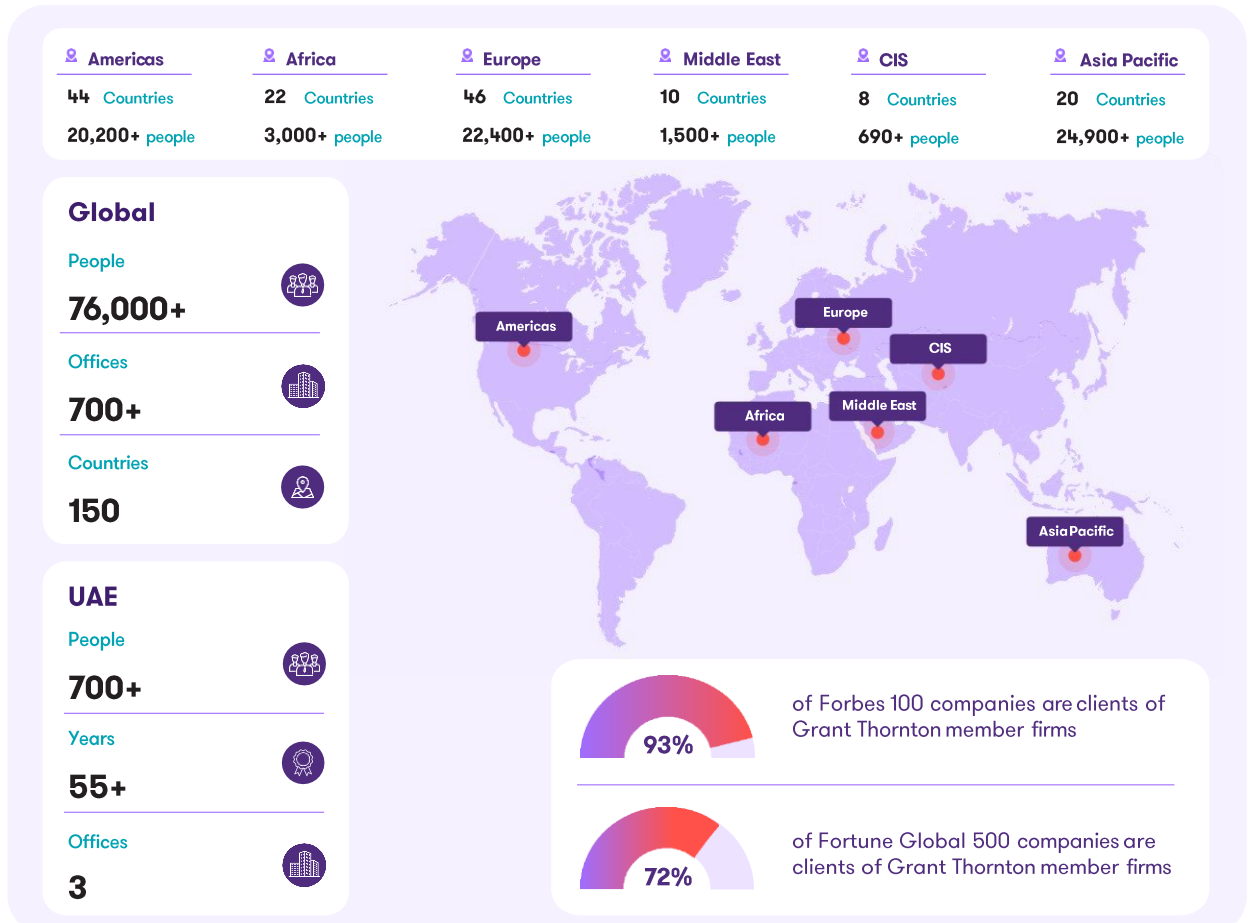 Americas
44 Countries
20,200+ people
Africa
22 Countries
3,000+ people
Europe
46 Countries
22,400+ people
Middle East
10 Countries
1,500+ people
CIS
8 Countries
690+ people
Asia Pacific
20 Countries
24,900+ people
Global
People
76,000+
Offices
700+
Countries
150
UAE
People
700+
Years
55+
Offices
3
Americas
Europe
CIS
Africa
Middle East
Asia Pacific
93%
of Forbes 100 companies are clients of
Grant Thornton member firms
72%
of Fortune Global 500 companies are
clients of Grant Thornton member firms